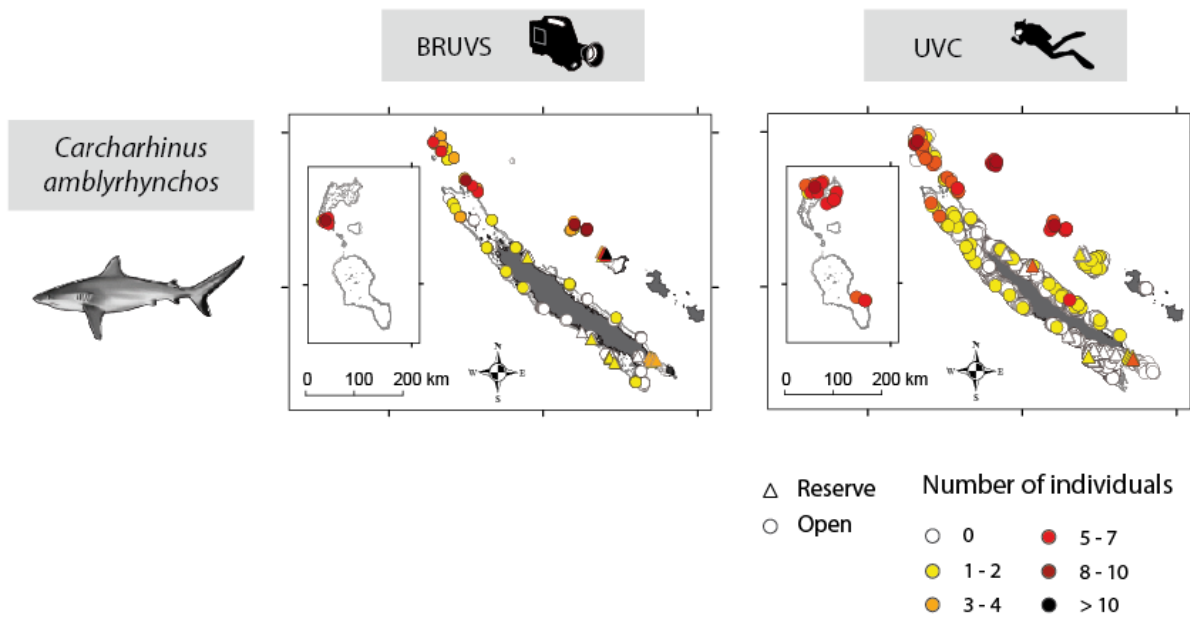 BRUVS
UVC
Carcharhinus
amblyrhynchos
N
W E
S
0 100 200 km
N
W E
S
0 100 200 km
Reserve
Open
Number of individuals
0
1 - 2
3 - 4
5 - 7
8 - 10
> 10